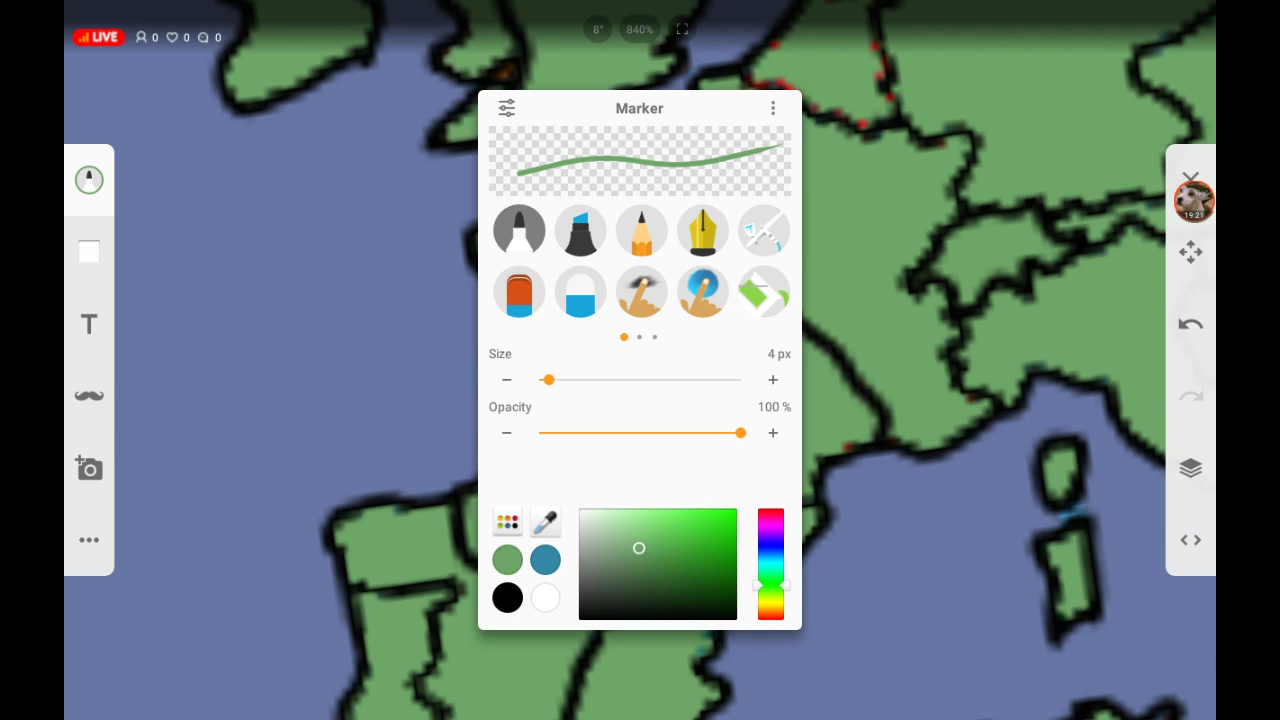 8°
840%
LIVE 0 0 0
Marker
19:21
T
Size 4 px
Opacity 100 %